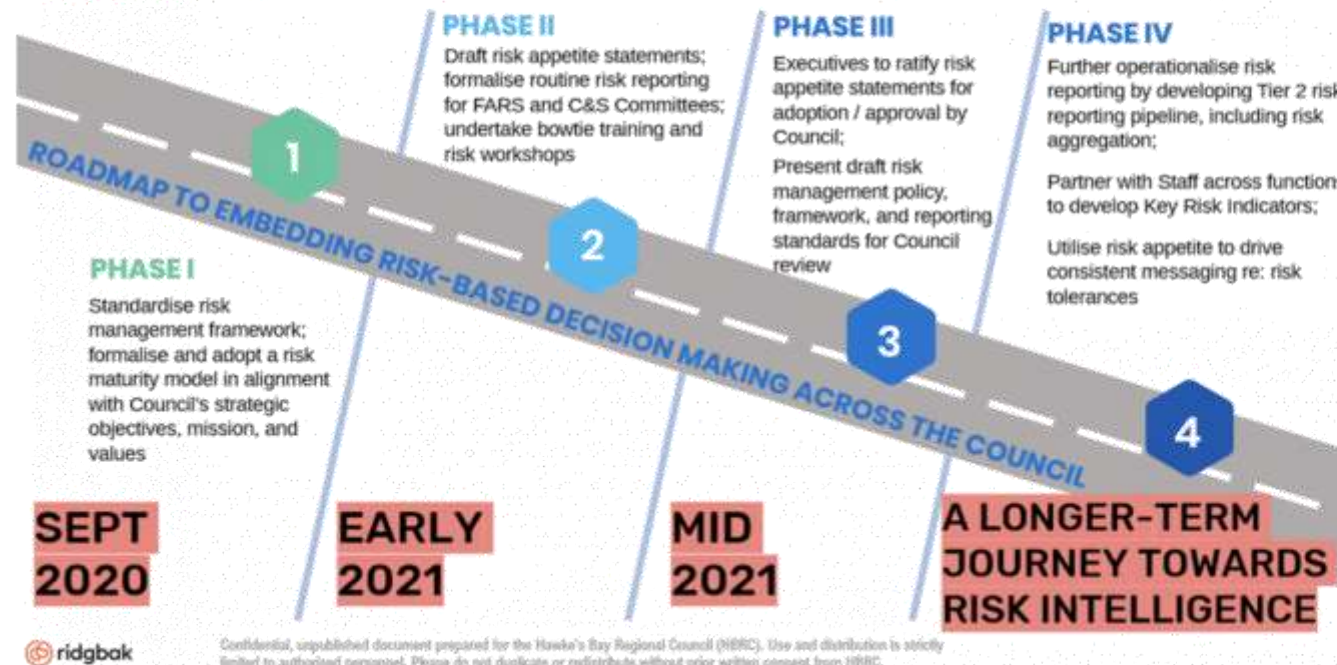 PHASE I
Standardise risk
management framework;
formalise and adopt a risk
maturity model in alignment
with Council's strategic
objectives, mission, and
values
PHASE II
Draft risk appetite statements;
formalise routine risk reporting
for FARS and C&S Committees;
undertake bowtie training and
risk workshops
PHASE III
Executives to ratify risk
appetite statements for
adoption / approval by
Council;
Present draft risk
management policy,
framework, and reporting
standards for Council
review
PHASE IV
Further operationalise risk
reporting by developing Tier 2 risk
reporting pipeline, including risk
aggregation;
Partner with Staff across function
to develop Key Risk Indicators;
Utilise risk appetite to drive
consistent messaging re: risk
tolerances
1
2
3
4
ROADMAP TO EMBEDDING RISK-BASED DECISION MAKING ACROSS THE COUNCIL
SEPT
2020
EARLY
2021
MID
2021
A LONGER-TERM
JOURNEY TOWARDS
RISK INTELLIGENCE
ridgbak
Confidential, unpublished document prepared for the Hawke's Bay Regional Council (HBRC). Use and distribution is strictly
limited to authorised personnel. Please do not duplicate or redistribute without prior written consent from HBRC.